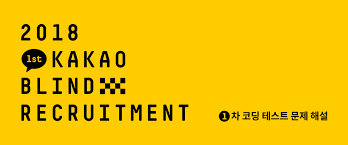 2018
1st KAKAO
BLIND
RECRUITMENT
1차 코딩 테스트 문제 해설